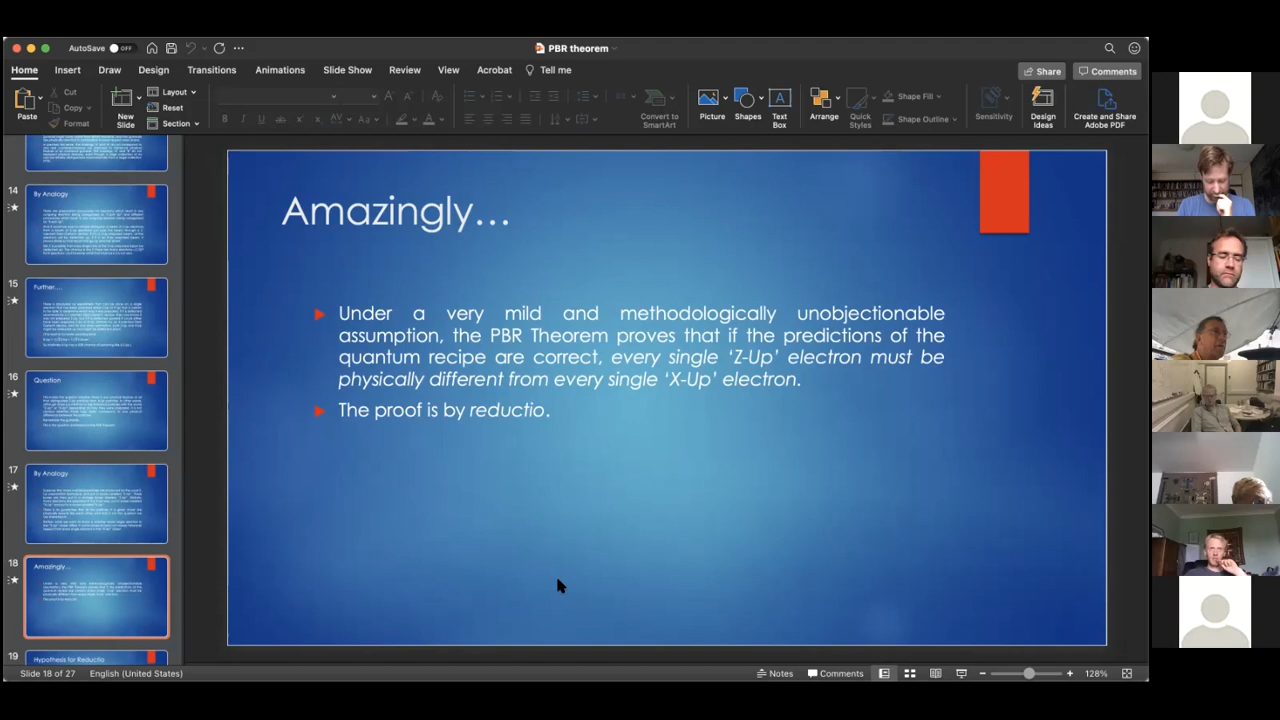 AutoSave OFF
PBR theorem
Home Insert Draw Design Transitions Animations Slide Show Review View Acrobat Tell me
Share Comments
Paste
Cut
Copy
Format
New Slide
Layout
Reset
Section
Convert to SmartArt
Picture
Shapes
Text Box
Arrange
Quick Styles
Shape Fill
Shape Outline
Sensitivity
Design Ideas
Create and Share Adobe PDF
14
By Analogy
15
Further....
16
Question
17
By Analogy
18
Amazingly...
19
Hypothesis for Reductio
Amazingly...
Under a very mild and methodologically unobjectionable
assumption, the PBR Theorem proves that if the predictions of the
quantum recipe are correct, every single ‘Z-Up’ electron must be
physically different from every single ‘X-Up’ electron.
The proof is by reductio.
Slide 18 of 27 English (United States)
Notes Comments 128%